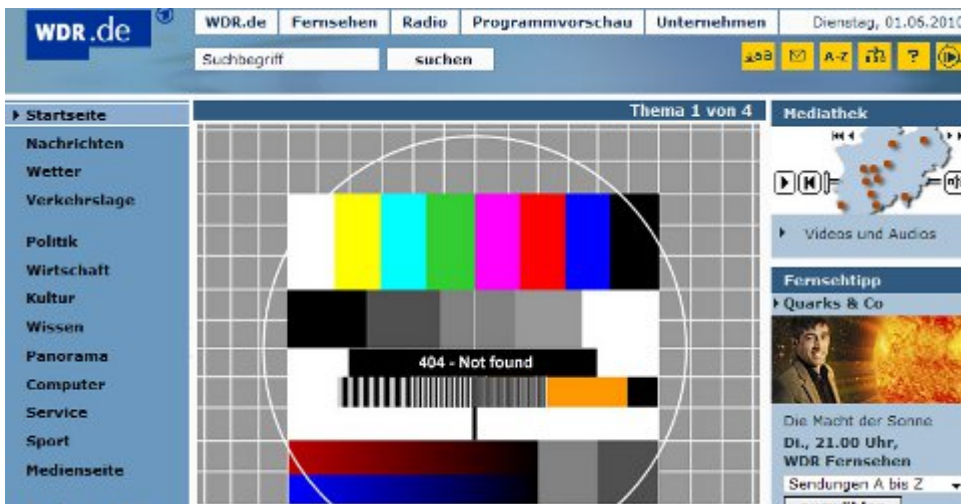 WDR.de
WDR.de Fernsehen Radio Programmvorschau Unternehmen Dienstag, 01.06.2010
Suchbegriff suchen
A-Z ?
Startseite
Nachrichten
Wetter
Verkehrslage
Politik
Wirtschaft
Kultur
Wissen
Panorama
Computer
Service
Sport
Medienseite
Thema 1 von 4
404 - Not found
Mediathek
Videos und Audios
Fernsehtipp
Quarks & Co
Die Macht der Sonne
Di., 21.00 Uhr,
WDR Fernsehen
Sendungen A bis Z